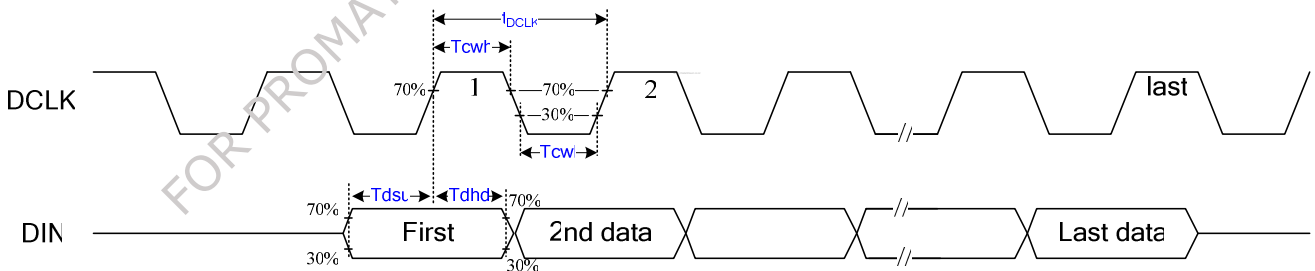 FOR PROMA
tDCLK
Tcwh
DCLK
70%
1
70%
30%
2
last
//
Tcwl
Tdsu
Tdhd
70%
70%
//
DIN
First
2nd data
Last data
30%
30%
//